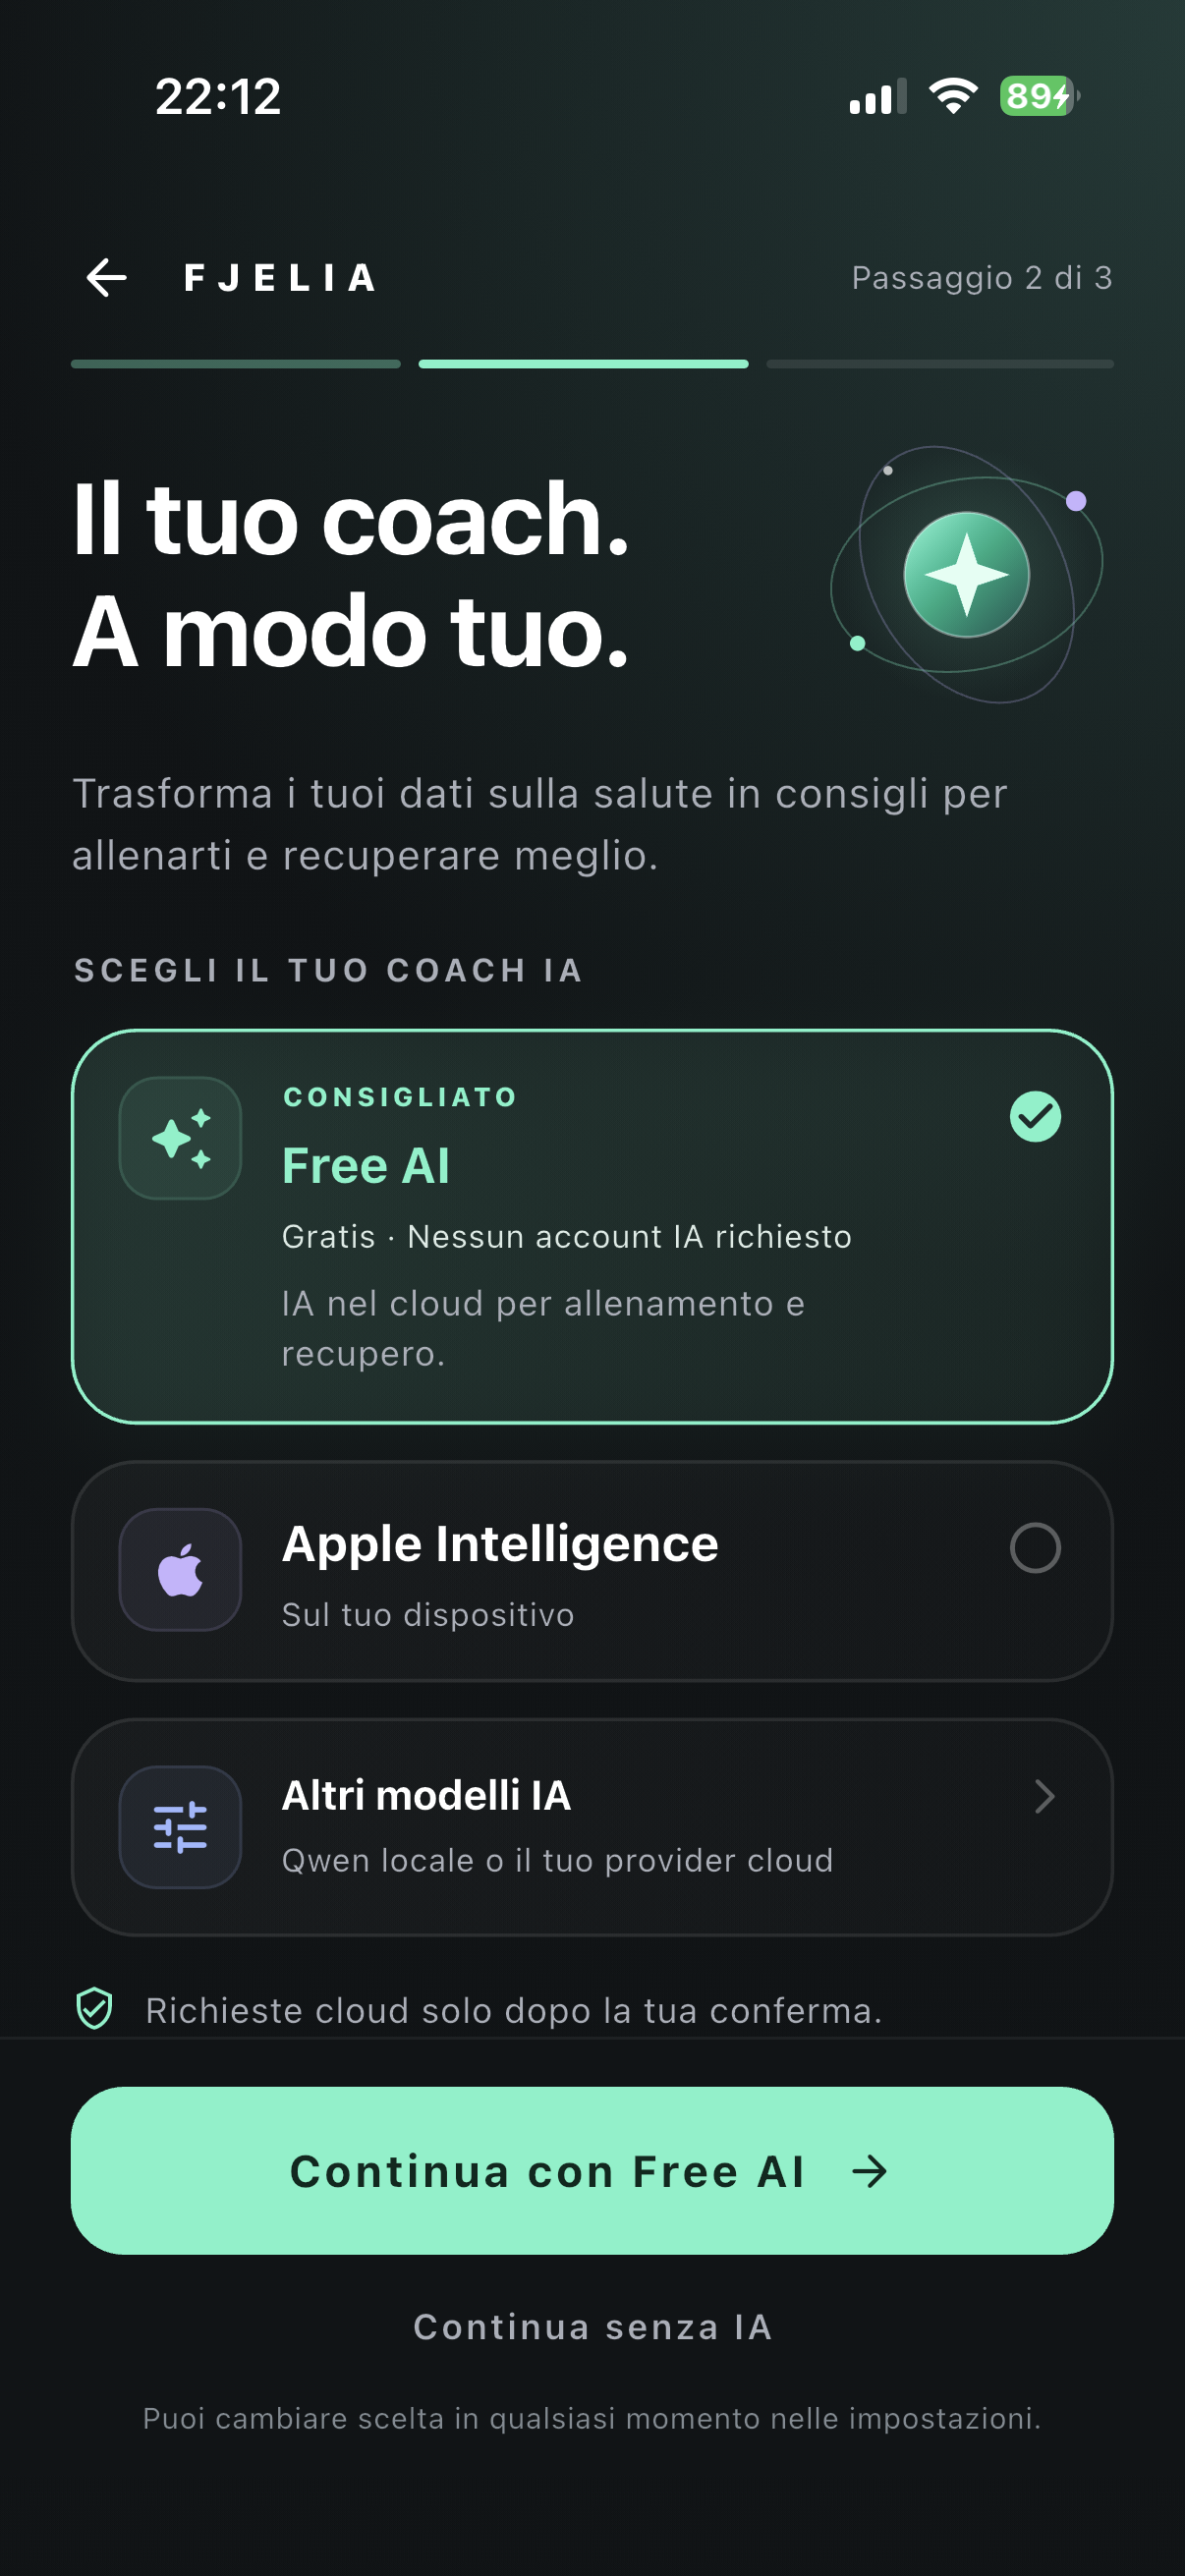 22:12
89
FJELIA
Passaggio 2 di 3
Il tuo coach.
A modo tuo.
Trasforma i tuoi dati sulla salute in consigli per
allenarti e recuperare meglio.
SCEGLI IL TUO COACH IA
CONSIGLIATO
Free AI
Gratis · Nessun account IA richiesto
IA nel cloud per allenamento e
recupero.
Apple Intelligence
Sul tuo dispositivo
Altri modelli IA
Qwen locale o il tuo provider cloud
Richieste cloud solo dopo la tua conferma.
Continua con Free AI
Continua senza IA
Puoi cambiare scelta in qualsiasi momento nelle impostazioni.